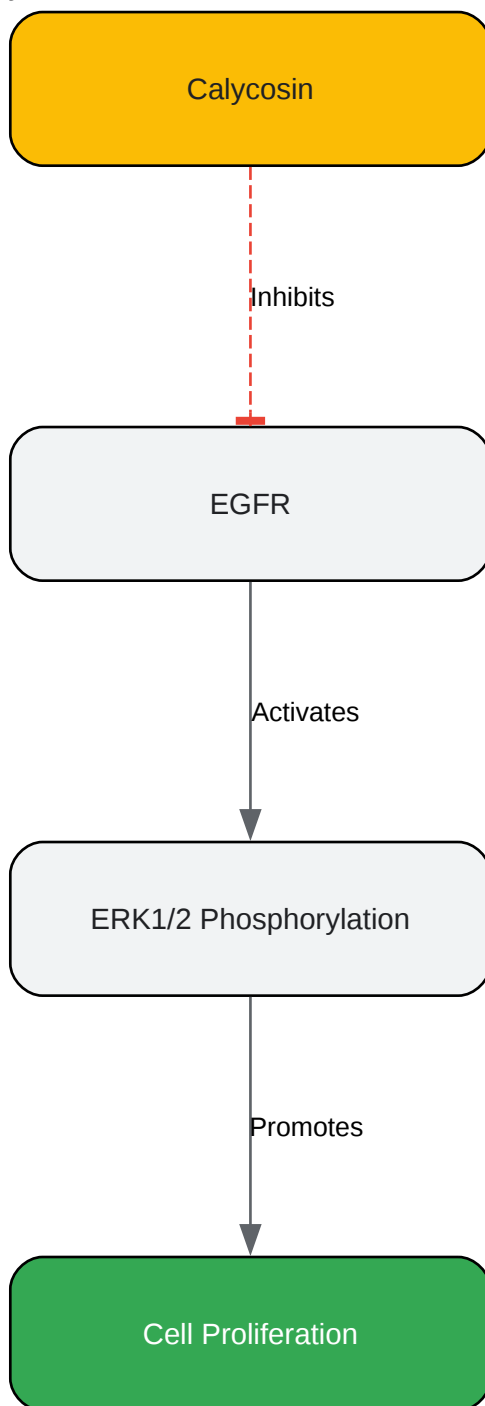 Calycosin
Inhibits
EGFR
Activates
ERK1/2 Phosphorylation
Promotes
Cell Proliferation